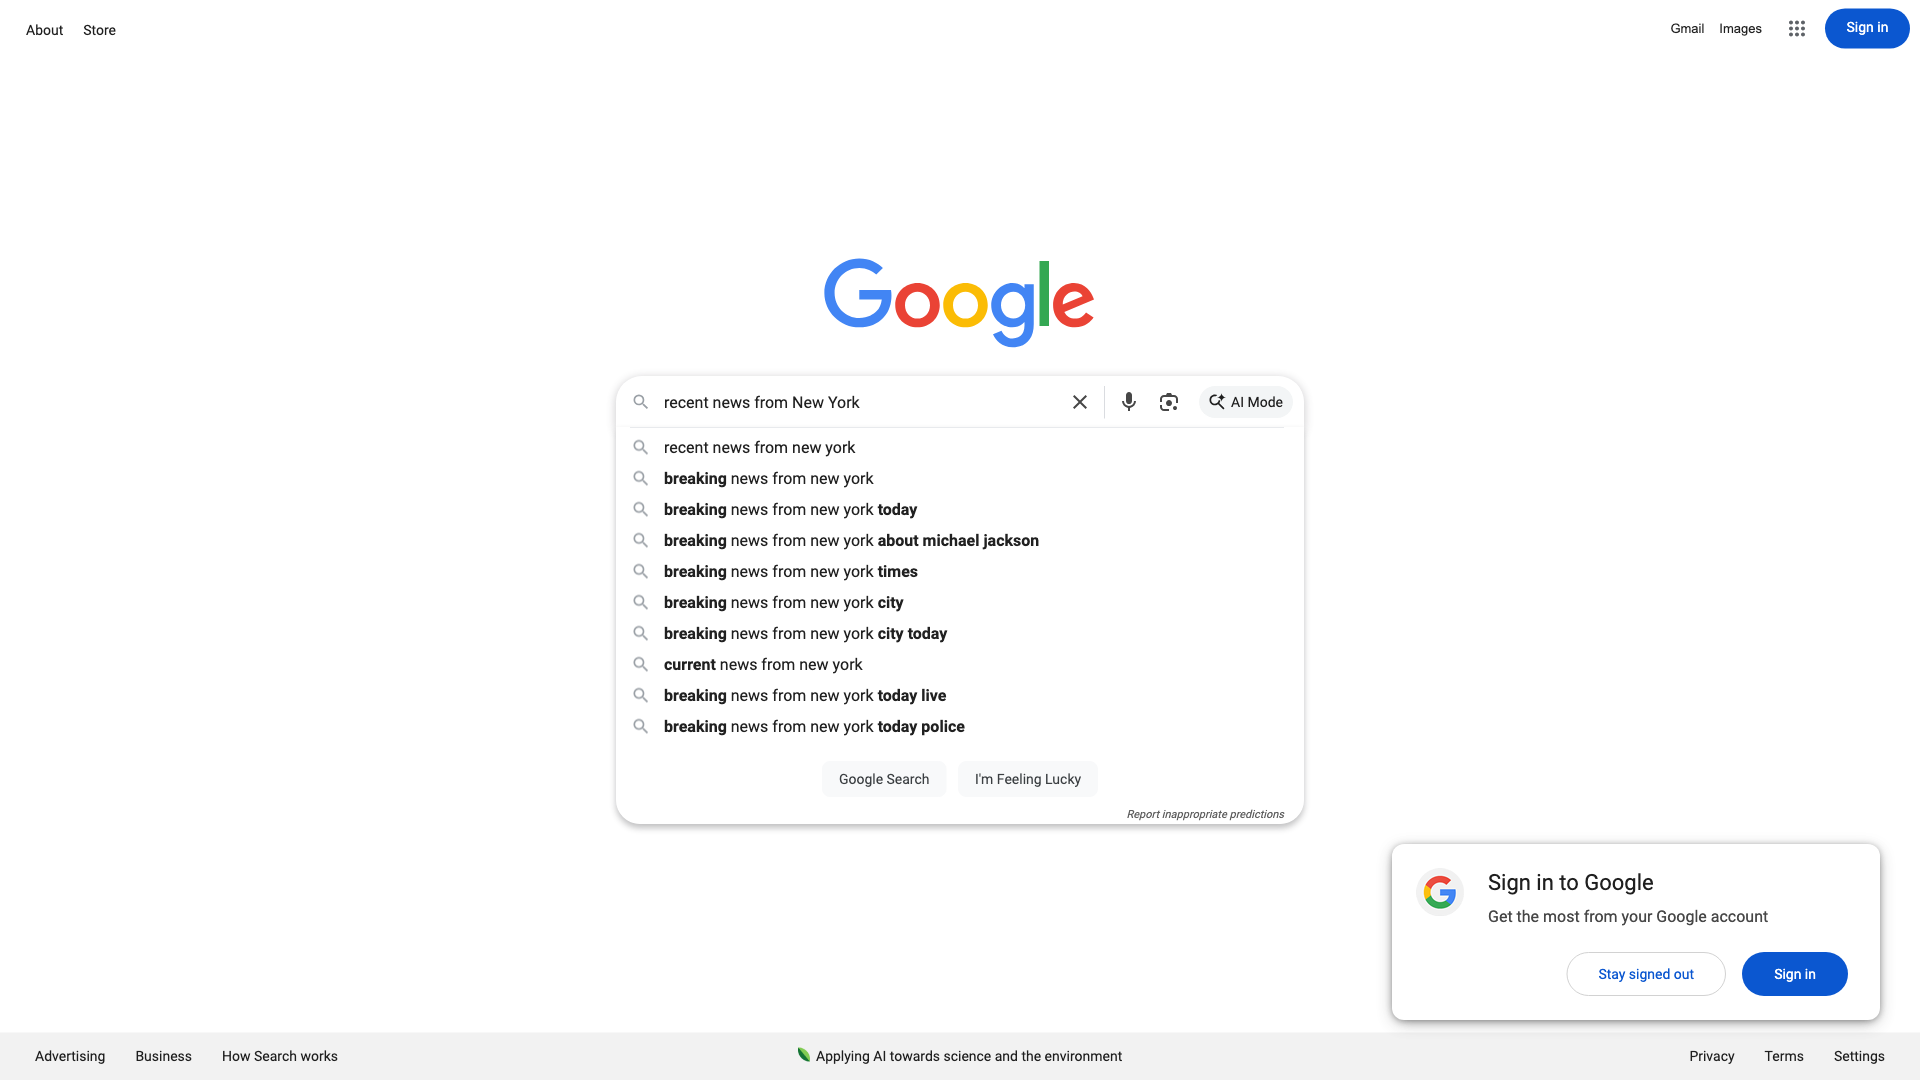 About Store
Gmail Images Sign in
Google
recent news from New York
AI Mode
recent news from new york
breaking news from new york
breaking news from new york today
breaking news from new york about michael jackson
breaking news from new york times
breaking news from new york city
breaking news from new york city today
current news from new york
breaking news from new york today live
breaking news from new york today police
Google Search I'm Feeling Lucky
Report inappropriate predictions
Sign in to Google
Get the most from your Google account
Stay signed out Sign in
Advertising Business How Search works
Applying AI towards science and the environment
Privacy Terms Settings